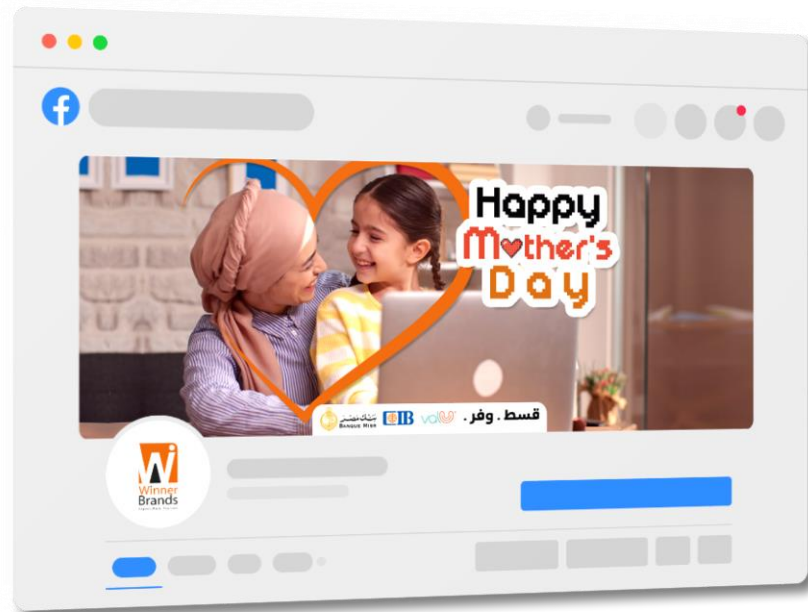 Happy
Mother's
Day
قسط . وفر . valU CIB بنك مصر BANQUE MISR
Winner
Brands